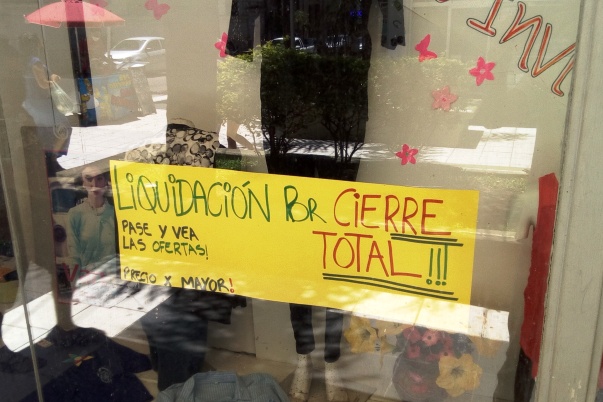 LIQUIDACIÓN POR CIERRE
TOTAL!!!
PASE Y VEA
LAS OFERTAS!
PRECIO X MAYOR!